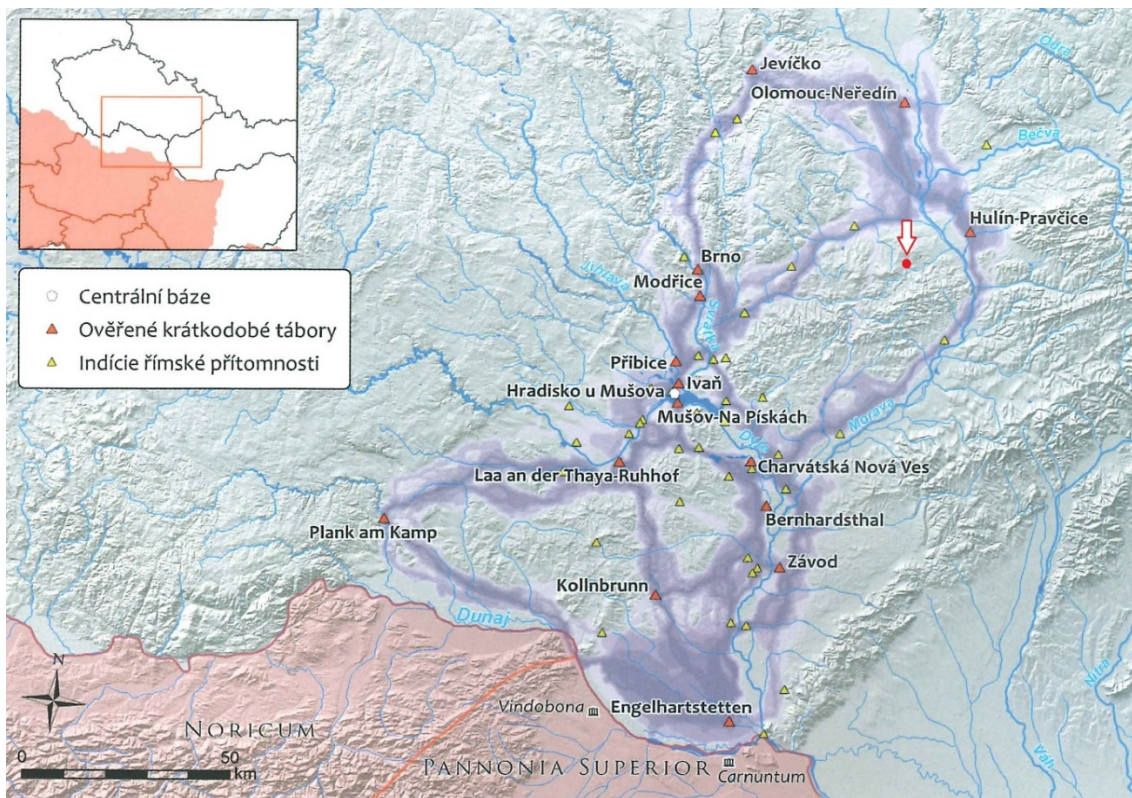 Jevíčko
Olomouc-Neředín
Odra
Bečva
Hulín-Pravčice
Brno
Modřice
Jihlava
Svratka
Centrální báze
Ověřené krátkodobé tábory
Indície římské přítomnosti
Přibice
Ivaň
Hradisko u Mušova
Mušov-Na Pískách
Dyje
Morava
Laa an der Thaya-Ruhhof
Charvátská Nová Ves
Plank am Kamp
Bernhardsthal
Závod
Kollnbrunn
Dunaj
Nitra
N
Engelhartstetten
Vindobona
Noricum
Váh
0 50
km
Pannonia Superior
Carnuntum